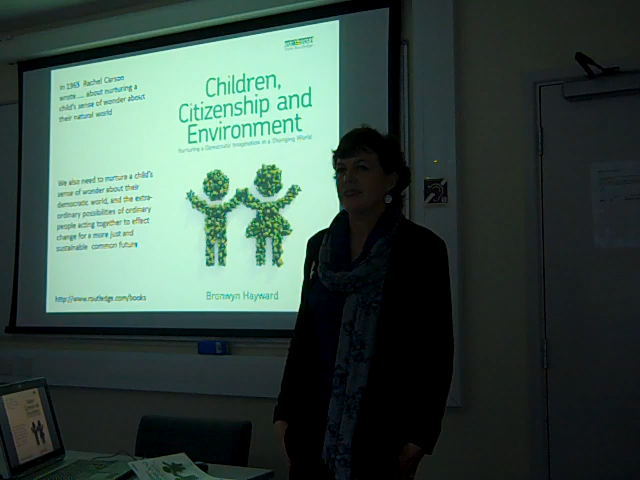 In 1963 Rachel Carson
wrote.... about nurturing a
child's sense of wonder about
their natural world
We also need to nurture a child's
sense of wonder about their
democratic world, and the extra-
ordinary possibilities of ordinary
people acting together to effect
change for a more just and
sustainable common future
http://www.routledge.com/books
Children,
Citizenship and
Environment
Nurturing a Democratic Imagination in a Changing World
Bronwyn Hayward